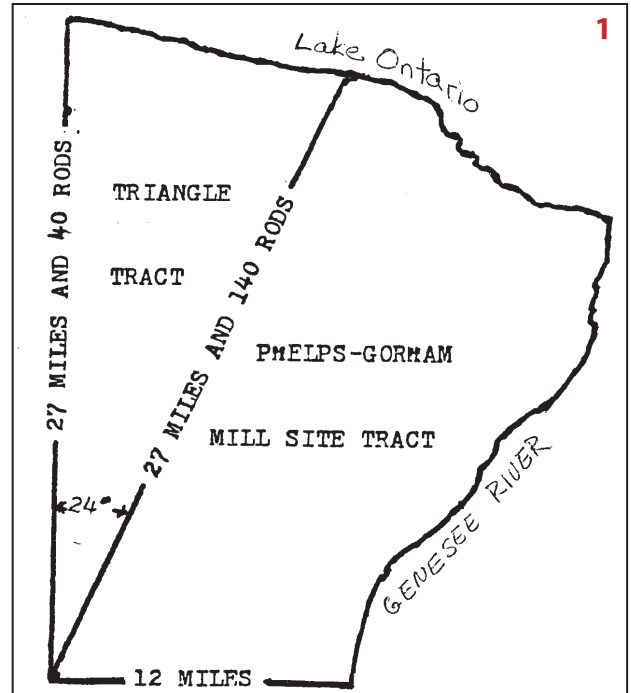 1
Lake Ontario
27 MILES AND 40 RODS
TRIANGLE
TRACT
27 MILES AND 140 RODS
PHELPS-GORHAM
MILL SITE TRACT
24°
GENESEE RIVER
12 MILES